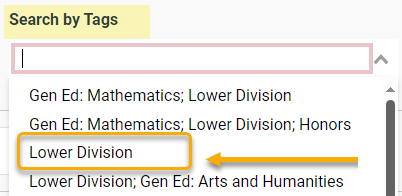 Search by Tags
Gen Ed: Mathematics; Lower Division
Gen Ed: Mathematics; Lower Division; Honors
Lower Division
Lower Division; Gen Ed: Arts and Humanities